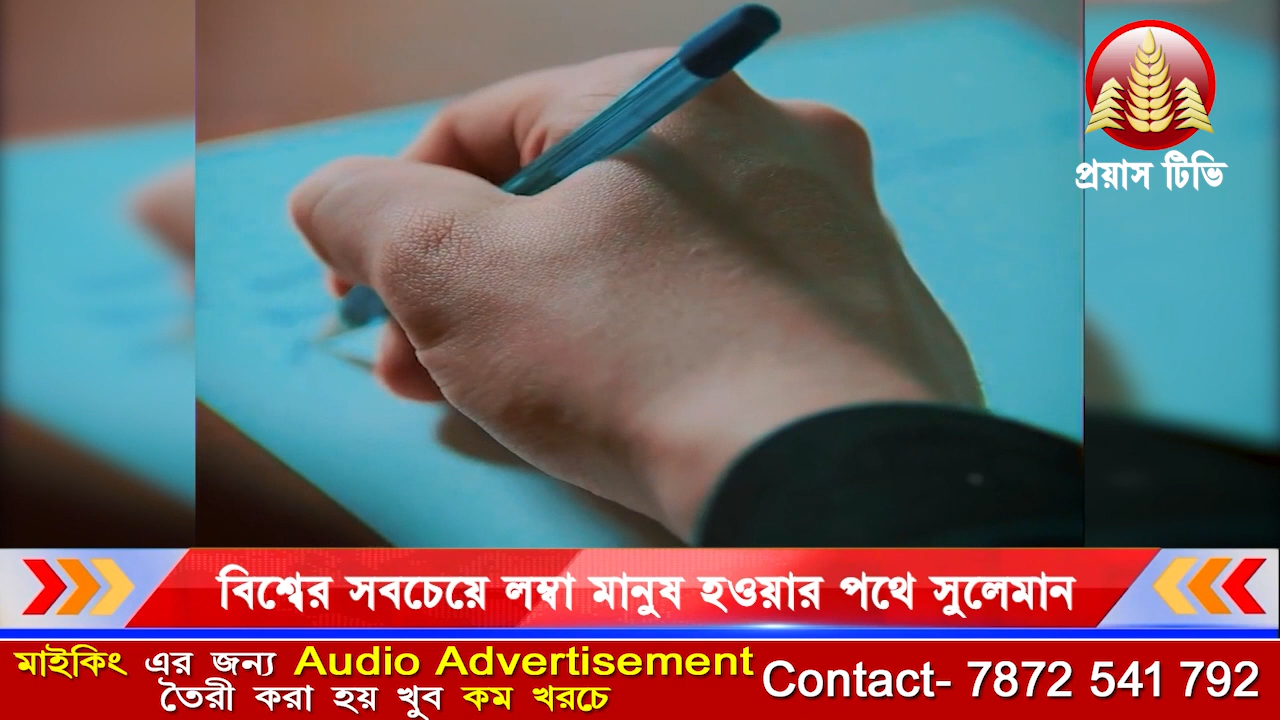 প্রয়াস টিভি
বিশ্বের সবচেয়ে লম্বা মানুষ হওয়ার পথে সুলেমান
মাইকিং এর জন্য Audio Advertisement
তৈরী করা হয় খুব কম খরচে
Contact- 7872 541 792